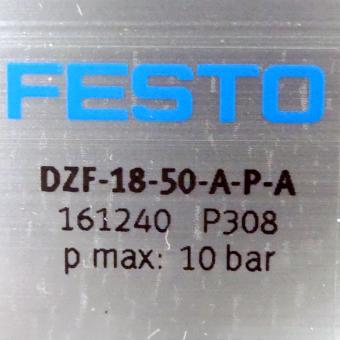 FESTO
DZF-18-50-A-P-A
161240 P308
p max: 10 bar